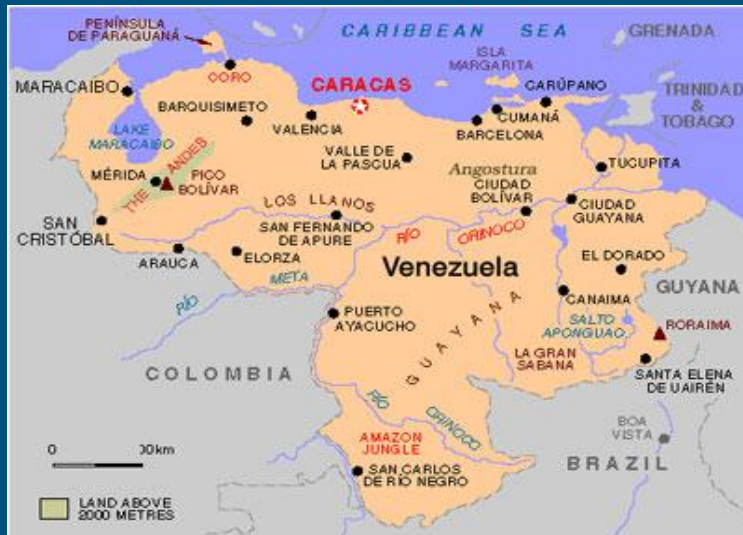 PENÍNSULA
DE PARAGUANÁ
CARIBBEAN SEA
GRENADA
ISLA
MARGARITA
CORO
CARACAS
CARÚPANO
MARACAIBO
TRINIDAD
&
TOBAGO
BARQUISIMETO
VALENCIA
CUMANÁ
BARCELONA
LAKE
MARACAIBO
VALLE DE
LA PASCUA
TUCUPITA
THE ANDES
MÉRIDA
PICO
BOLÍVAR
Angostura
CIUDAD
BOLÍVAR
LOS LLANOS
CIUDAD
GUAYANA
SAN
CRISTÓBAL
SAN FERNANDO
DE APURE
RÍO ORINOCO
ARAUCA
ELORZA
EL DORADO
Venezuela
RÍO META
GUYANA
CANAIMA
PUERTO
AYACUCHO
SALTO
APONGUAO
RORAIMA
GUAYANA
LA GRAN
SABANA
SANTA ELENA
DE UAIRÉN
COLOMBIA
RÍO ORINOCO
BOA
VISTA
AMAZON
JUNGLE
BRAZIL
0 00km
SAN CARLOS
DE RÍO NEGRO
LAND ABOVE
2000 METRES